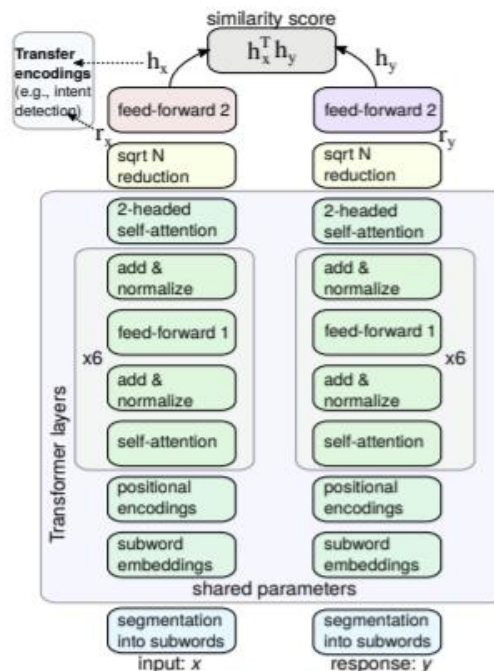 similarity score
h_x^T h_y
h_x
h_y
Transfer
encodings
(e.g., intent
detection)
r_x
r_y
feed-forward 2
feed-forward 2
sqrt N
reduction
sqrt N
reduction
2-headed
self-attention
2-headed
self-attention
add &
normalize
add &
normalize
feed-forward 1
feed-forward 1
x6
x6
add &
normalize
add &
normalize
self-attention
self-attention
Transformer layers
positional
encodings
positional
encodings
subword
embeddings
subword
embeddings
shared parameters
segmentation
into subwords
segmentation
into subwords
input: x
response: y